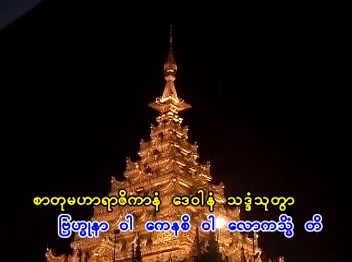 စာတုမဟာရာဇိကာနံ ဒေဝါနံ သဒ္ဒံသုတွာ
ဗြဟ္မုနာ ဝါ ကေနစိ ဝါ လောကသ္မိံ တိ